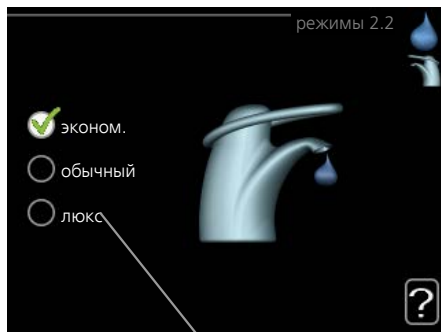 режимы 2.2
эконом.
обычный
люкс
?